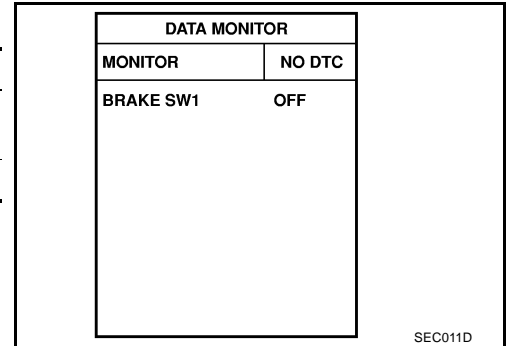 DATA MONITOR
MONITOR NO DTC
BRAKE SW1 OFF
SEC011D